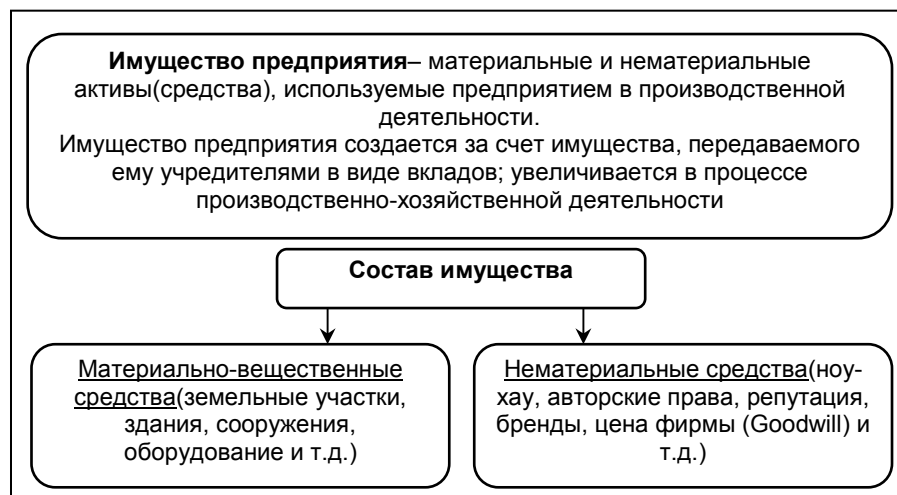 Имущество предприятия– материальные и нематериальные
активы(средства), используемые предприятием в производственной
деятельности.
Имущество предприятия создается за счет имущества, передаваемого
ему учредителями в виде вкладов; увеличивается в процессе
производственно-хозяйственной деятельности
Состав имущества
Материально-вещественные
средства(земельные участки,
здания, сооружения,
оборудование и т.д.)
Нематериальные средства(ноу-
хау, авторские права, репутация,
бренды, цена фирмы (Goodwill) и
т.д.)